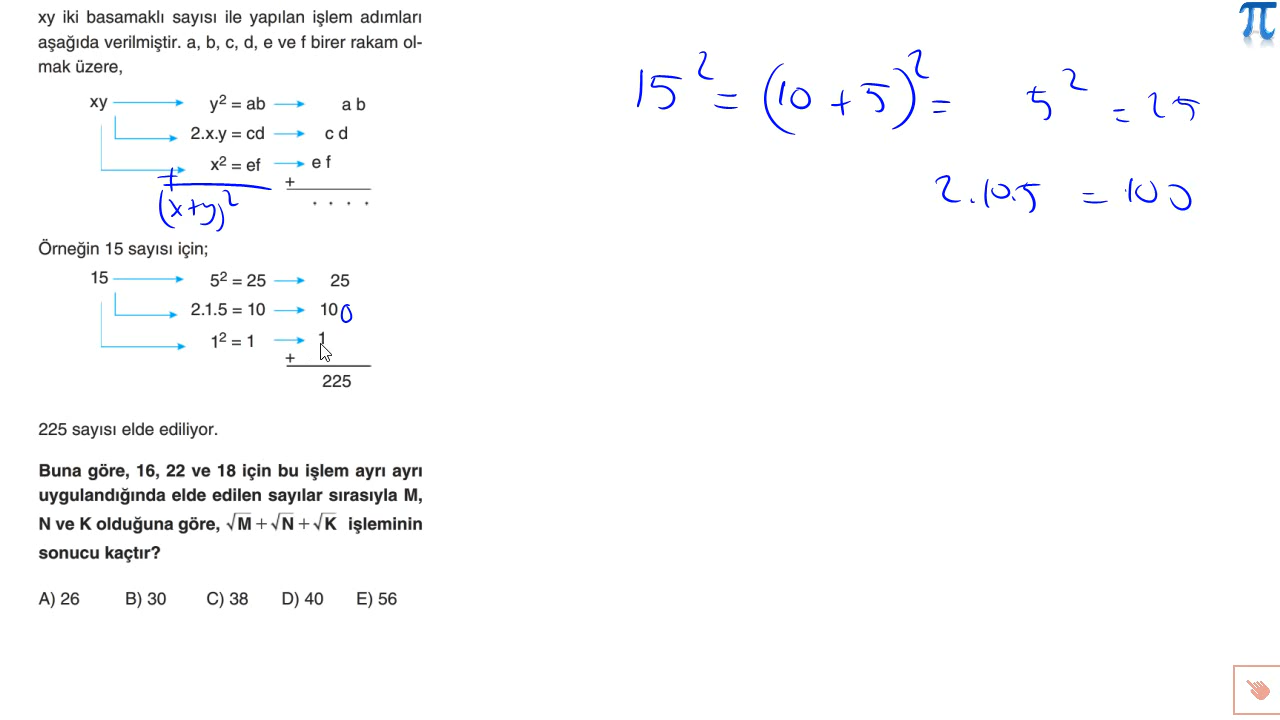 xy iki basamaklı sayısı ile yapılan işlem adımları
aşağıda verilmiştir. a, b, c, d, e ve f birer rakam ol-
mak üzere,
xy y² = ab a b
2.x.y = cd c d
x² = ef e f
+
+
(x+y)² . . . .
Örneğin 15 sayısı için;
15 5² = 25 25
2.1.5 = 10 100
1² = 1 1
+
225
225 sayısı elde ediliyor.
Buna göre, 16, 22 ve 18 için bu işlem ayrı ayrı
uygulandığında elde edilen sayılar sırasıyla M,
N ve K olduğuna göre, √M + √N + √K işleminin
sonucu kaçtır?
A) 26 B) 30 C) 38 D) 40 E) 56
π
15² = (10 + 5)² = 5² = 25
2.10.5 = 100